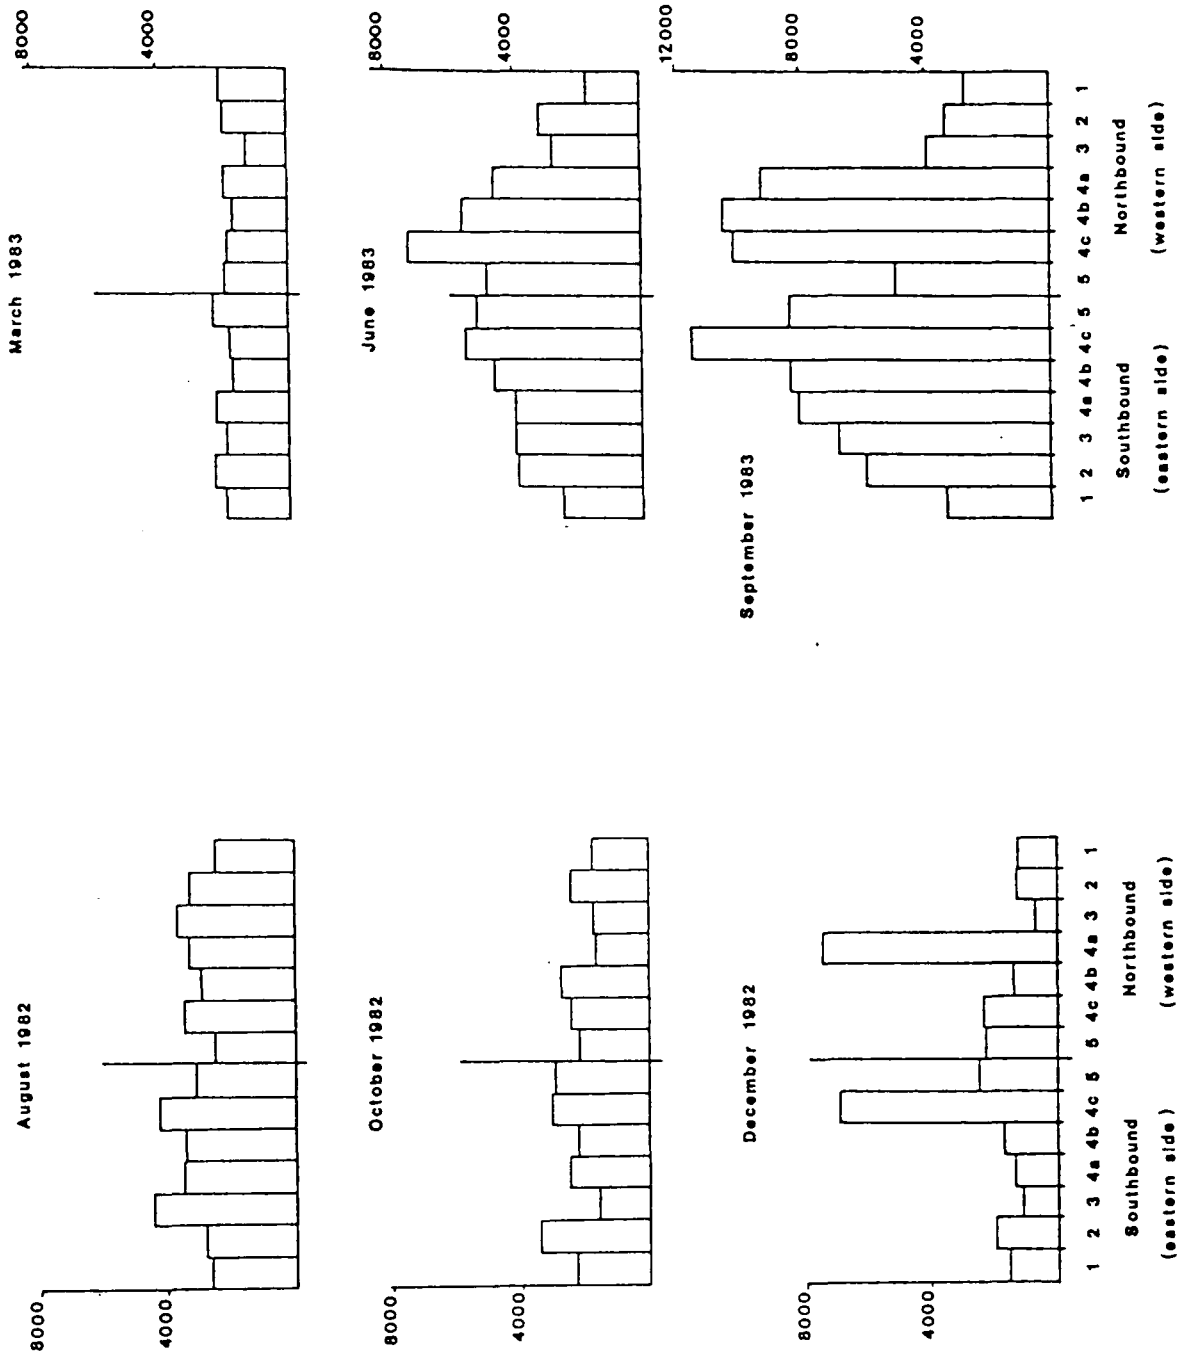 August 1982
8000
4000
October 1982
8000
4000
December 1982
8000
4000
1 2 3 4a 4b 4c 5 5 4c 4b 4a 3 2 1
Southbound Northbound
(eastern side) (western side)
March 1983
8000
4000
June 1983
8000
4000
September 1983
12000
8000
4000
1 2 3 4a 4b 4c 5 5 4c 4b 4a 3 2 1
Southbound Northbound
(eastern side) (western side)